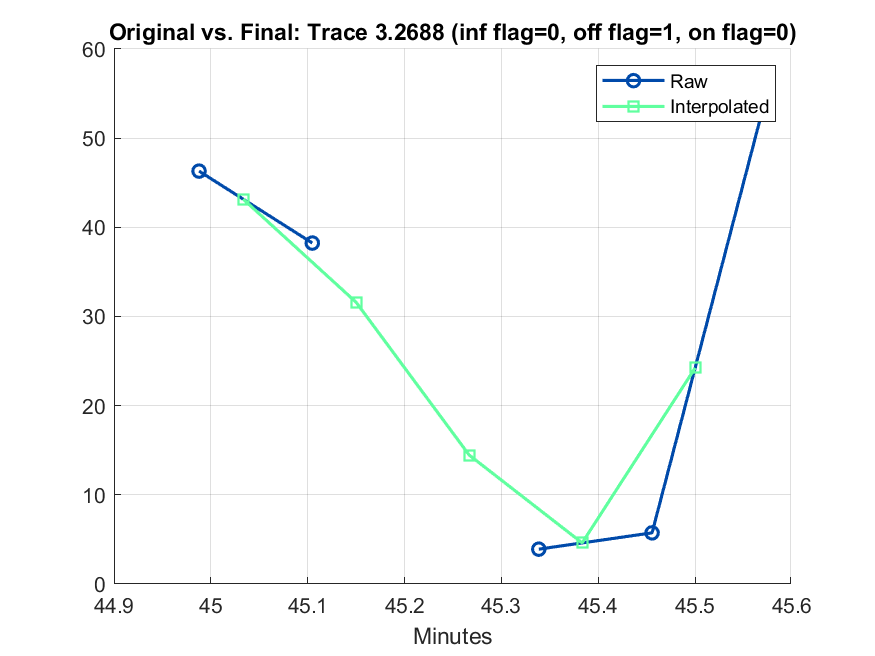 Original vs. Final: Trace 3.2688 (inf flag=0, off flag=1, on flag=0)
60
50
40
30
20
10
0
Raw
Interpolated
44.9 45 45.1 45.2 45.3 45.4 45.5 45.6
Minutes